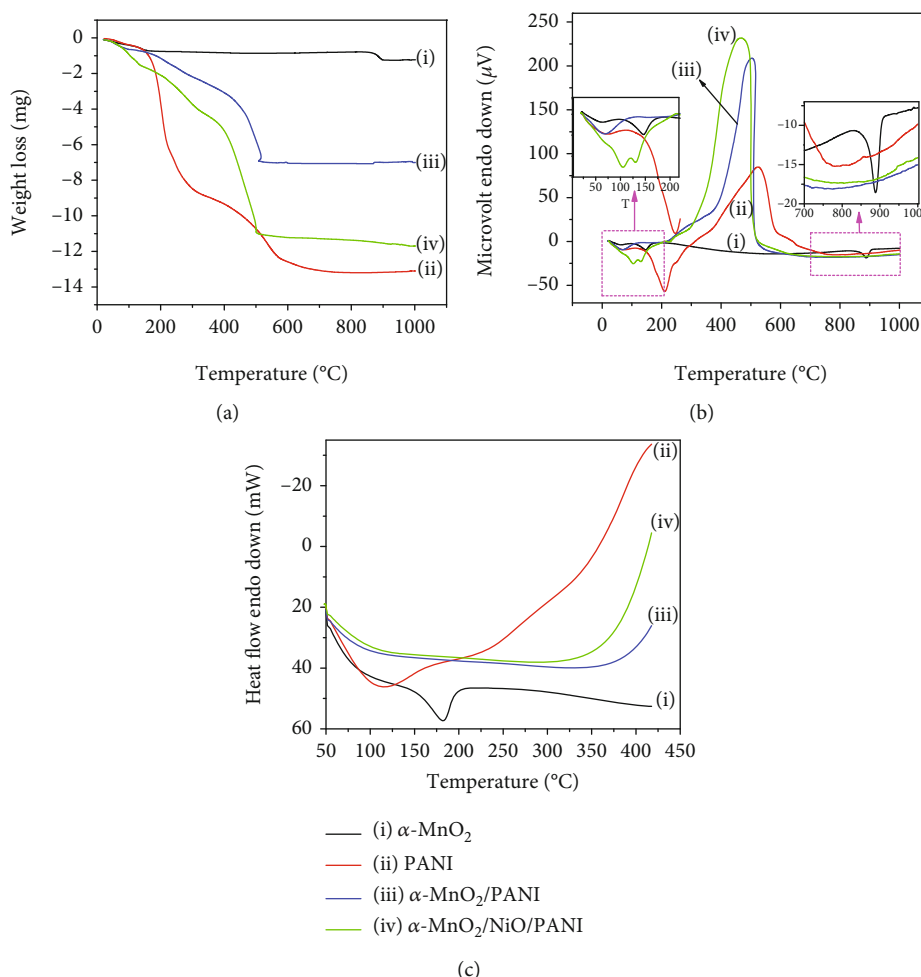 0
−2
−4
−6
−8
−10
−12
−14
0 200 400 600 800 1000
Weight loss (mg)
Temperature (°C)
(i)
(iii)
(iv)
(ii)
(a)
250
200
150
100
50
0
−50
0 200 400 600 800 1000
Microvolt endo down (μV)
Temperature (°C)
(iv)
(iii)
(ii)
(i)
50 100 150 200
T
−10
−15
−20
700 800 900 1000
(b)
−20
0
20
40
60
50 100 150 200 250 300 350 400 450
Heat flow endo down (mW)
Temperature (°C)
(ii)
(iv)
(iii)
(i)
(i) α-MnO2
(ii) PANI
(iii) α-MnO2/PANI
(iv) α-MnO2/NiO/PANI
(c)